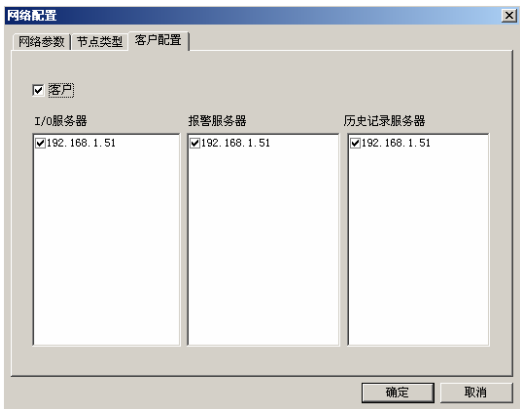 网络配置
网络参数 节点类型 客户配置
客户
I/O服务器 报警服务器 历史记录服务器
192.168.1.51 192.168.1.51 192.168.1.51
确定 取消